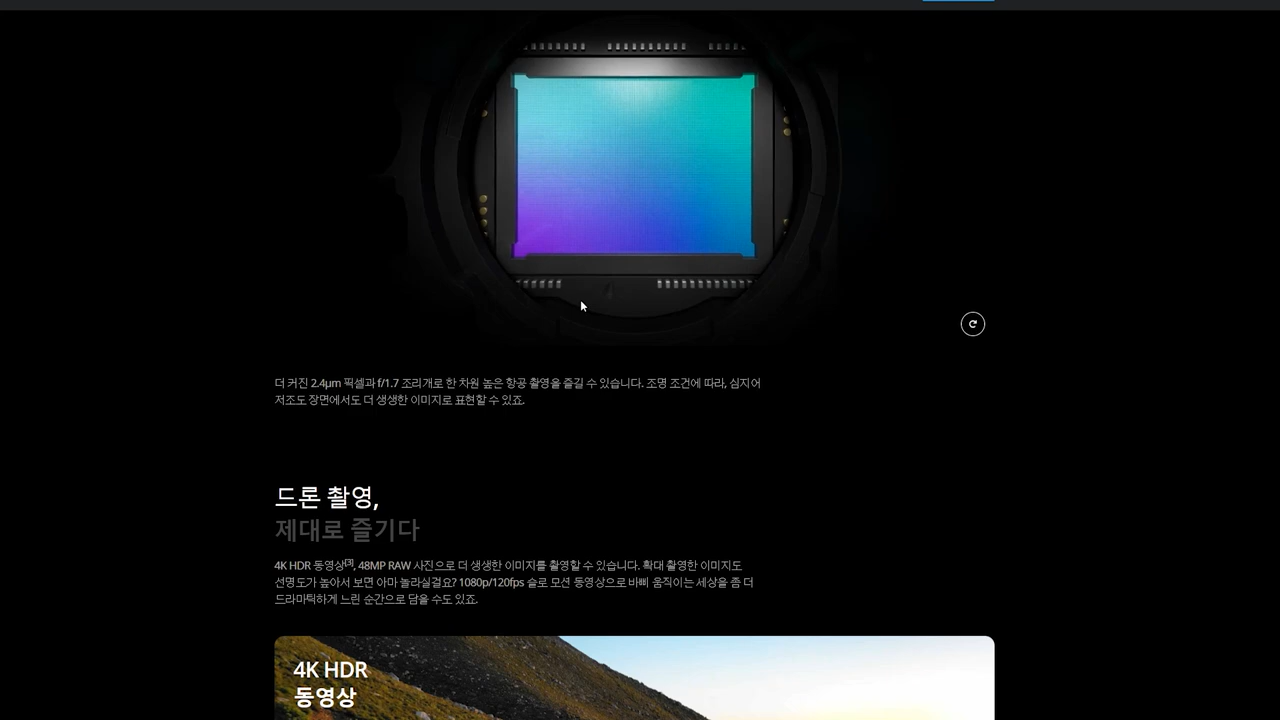 더 커진 2.4μm 픽셀과 f/1.7 조리개로 한 차원 높은 항공 촬영을 즐길 수 있습니다. 조명 조건에 따라, 심지어
저조도 장면에서도 더 생생한 이미지로 표현할 수 있죠.
드론 촬영,
제대로 즐기다
4K HDR 동영상[3], 48MP RAW 사진으로 더 생생한 이미지를 촬영할 수 있습니다. 확대 촬영한 이미지도
선명도가 높아서 보면 아마 놀라실걸요? 1080p/120fps 슬로 모션 동영상으로 바삐 움직이는 세상을 좀 더
드라마틱하게 느린 순간으로 담을 수도 있죠.
4K HDR
동영상